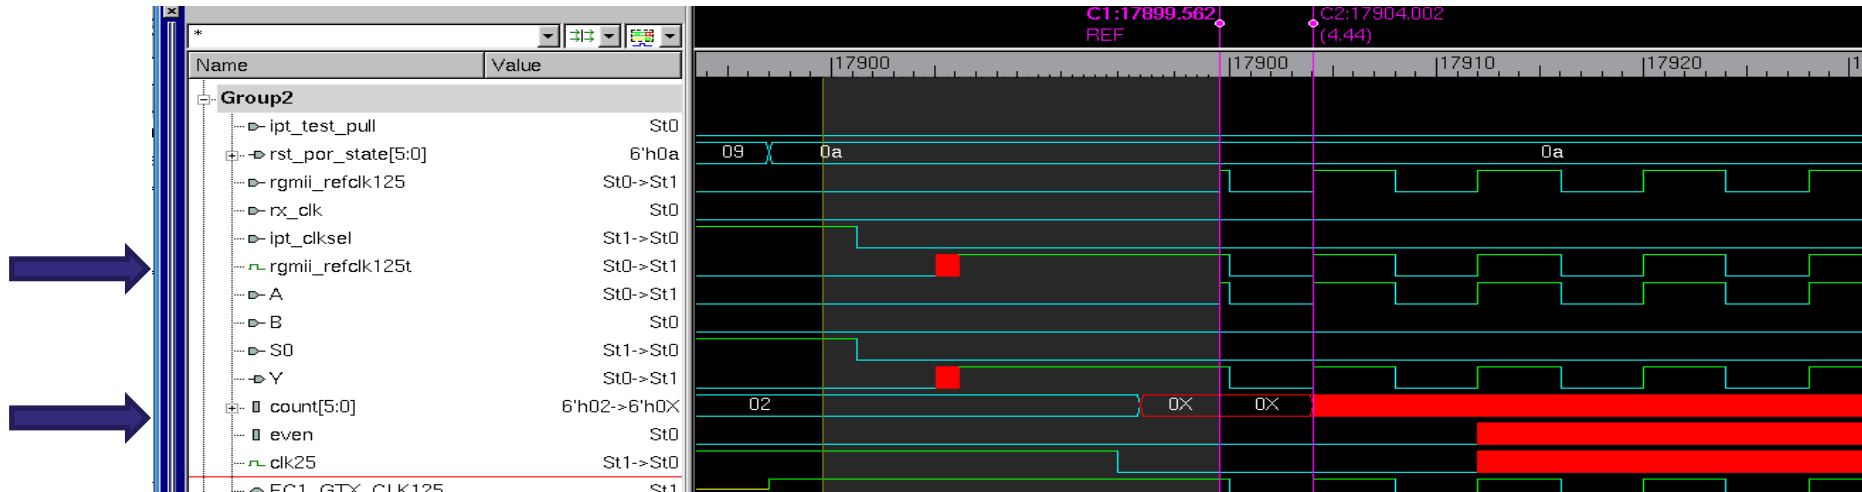 C1:17899.562 C2:17904.002
REF (4.44)
*
Name Value 17900 17900 17910 17920
Group2
ipt_test_pull St0
rst_por_state[5:0] 6'h0a 09 0a 0a
rgmii_refclk125 St0->St1
rx_clk St0
ipt_clksel St1->St0
rgmii_refclk125t St0->St1
A St0->St1
B St0
S0 St1->St0
Y St0->St1
count[5:0] 6'h02->6'h0X 02 0X 0X
even St0
clk25 St1->St0
EC1_GTX_CLK125 St1